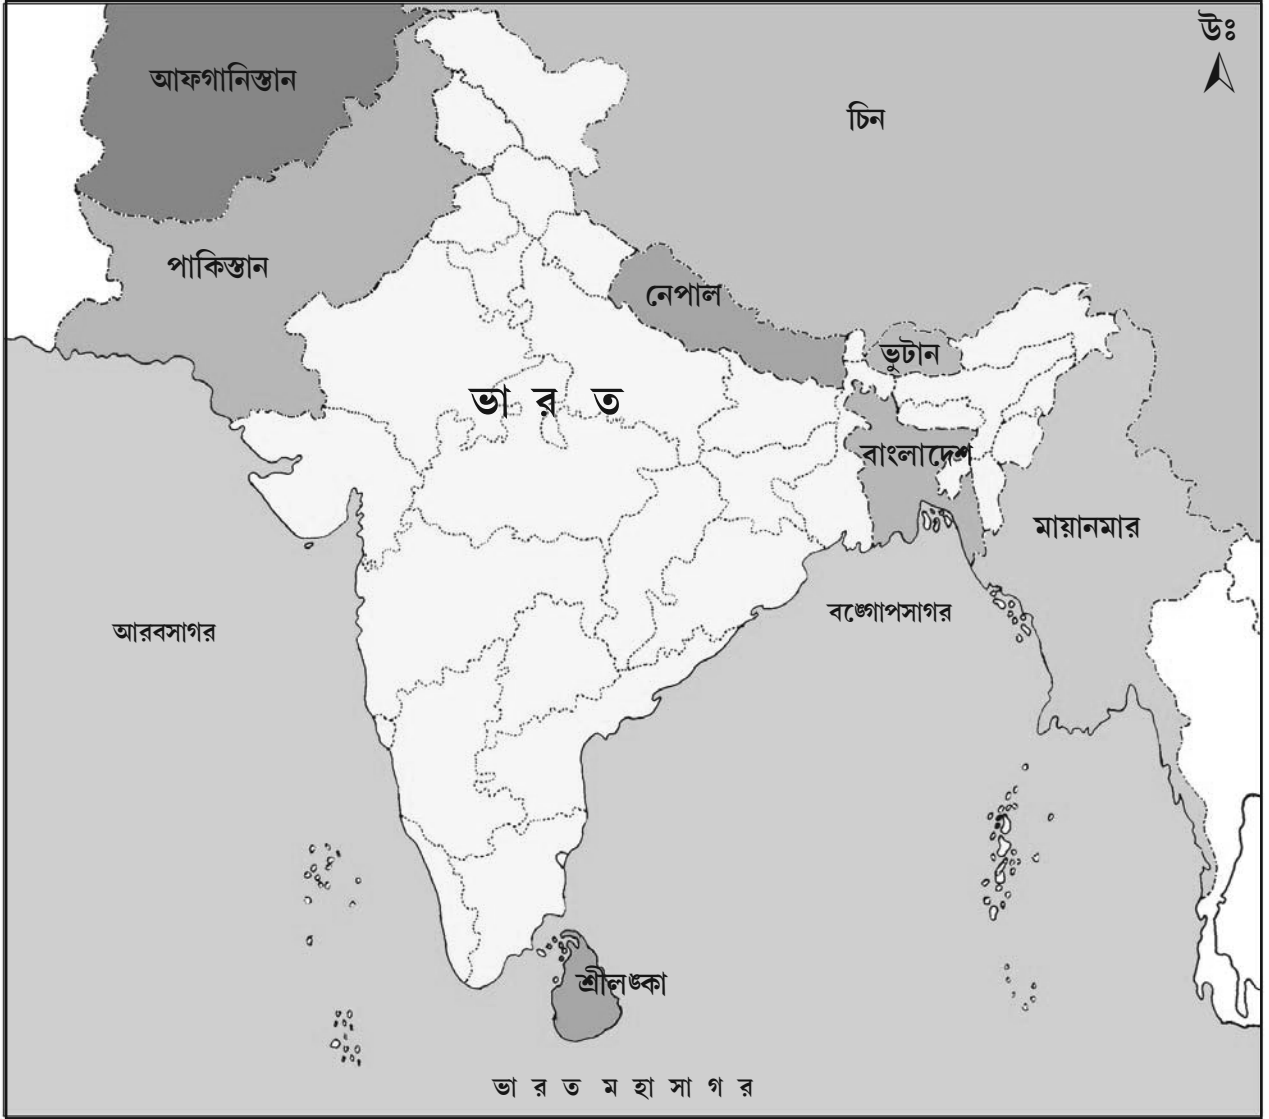 উঃ
আফগানিস্তান
চিন
পাকিস্তান
নেপাল
ভুটান
ভা র ত
বাংলাদেশ
মায়ানমার
বঙ্গোপসাগর
আরবসাগর
শ্রীলঙ্কা
ভা র ত ম হা সা গ র